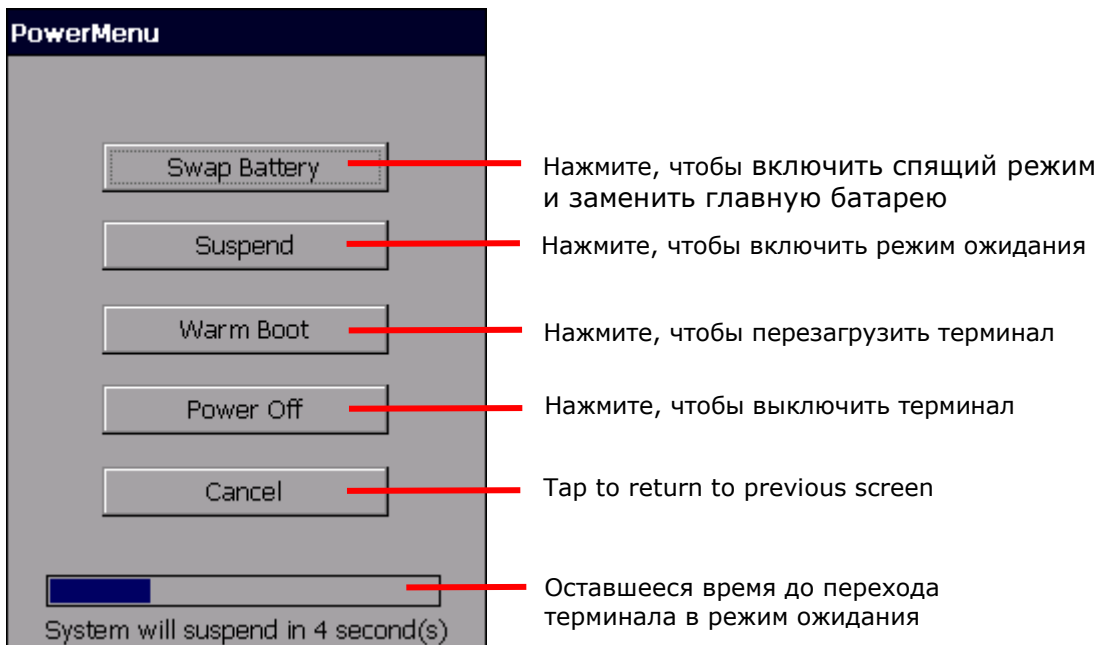 PowerMenu
Swap Battery
Нажмите, чтобы включить спящий режим
и заменить главную батарею
Suspend
Нажмите, чтобы включить режим ожидания
Warm Boot
Нажмите, чтобы перезагрузить терминал
Power Off
Нажмите, чтобы выключить терминал
Cancel
Tap to return to previous screen
Оставшееся время до перехода
терминала в режим ожидания
System will suspend in 4 second(s)